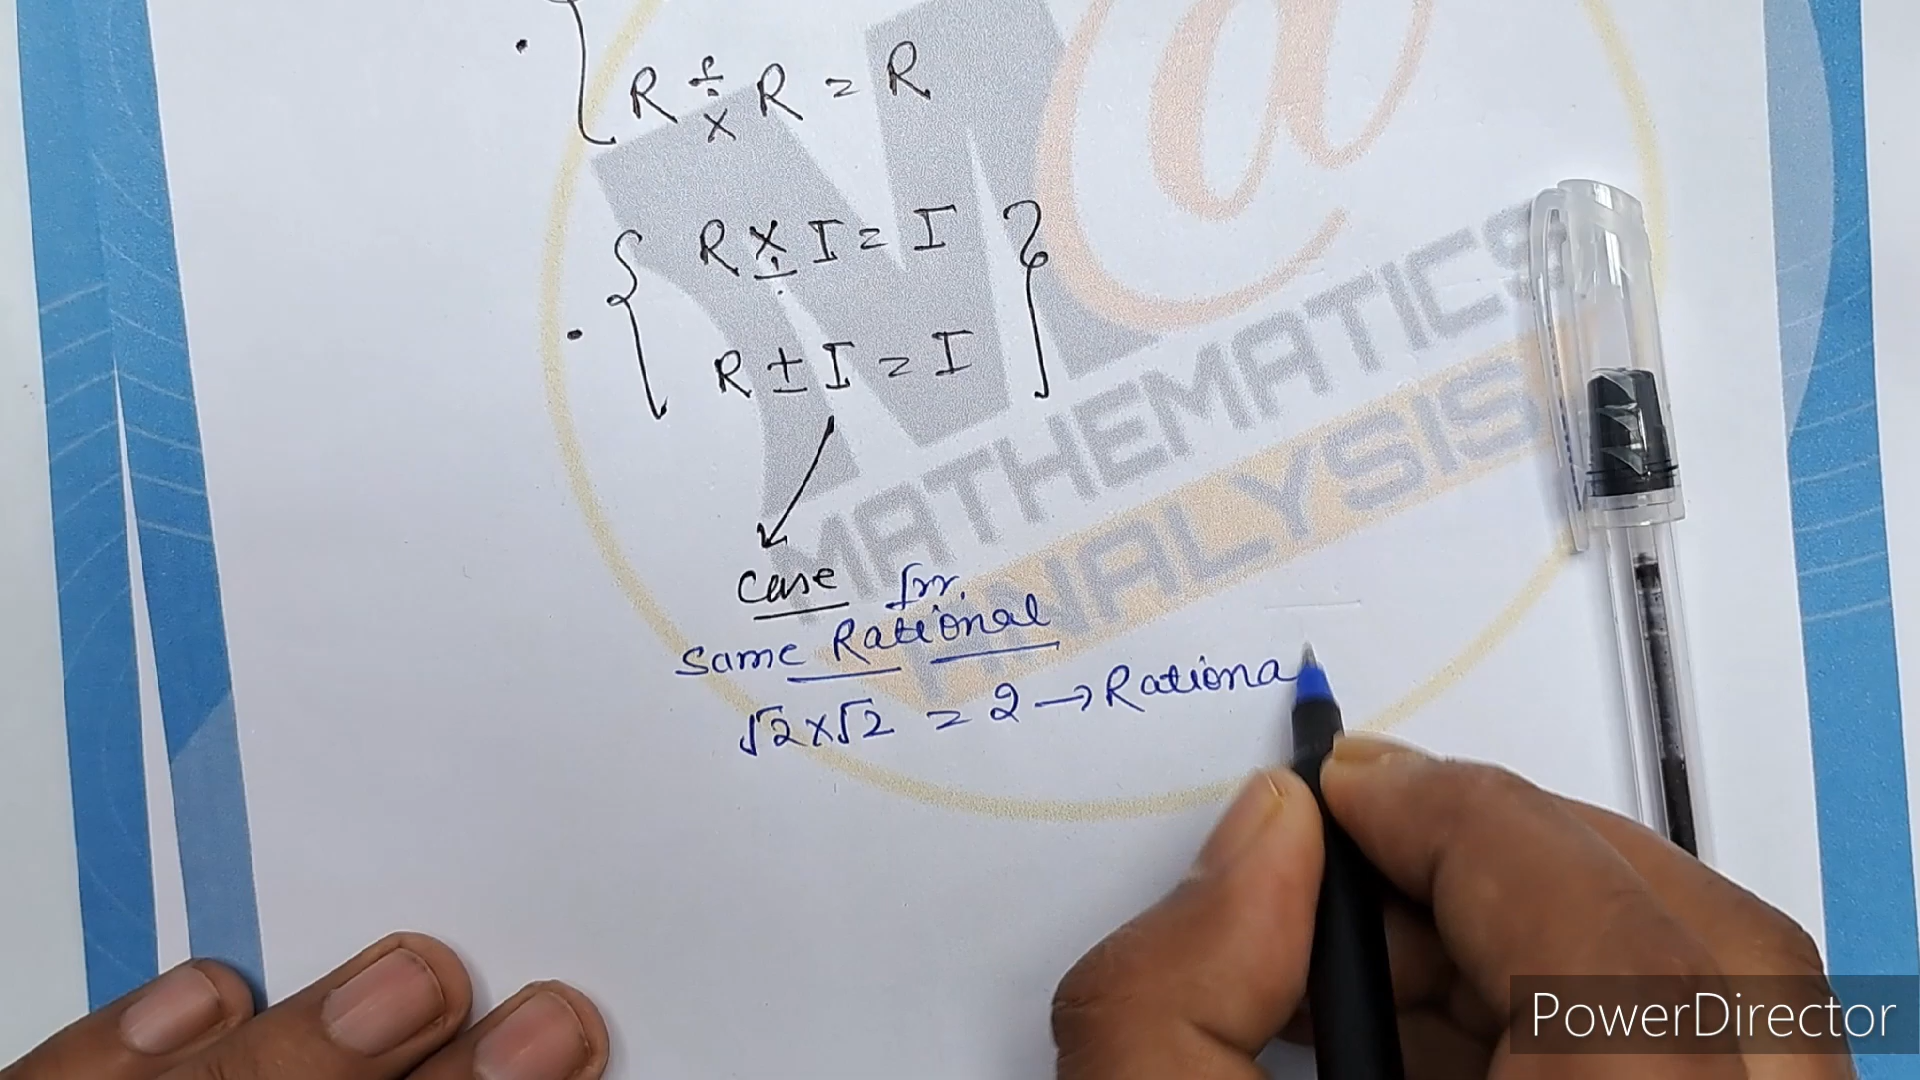 R ÷ R = R
×
R × I = I
÷
R ± I = I
Case Irr.
Same Rational
√2×√2 = 2 → Rationa
M@
MATHEMATICS
ANALYSIS
PowerDirector